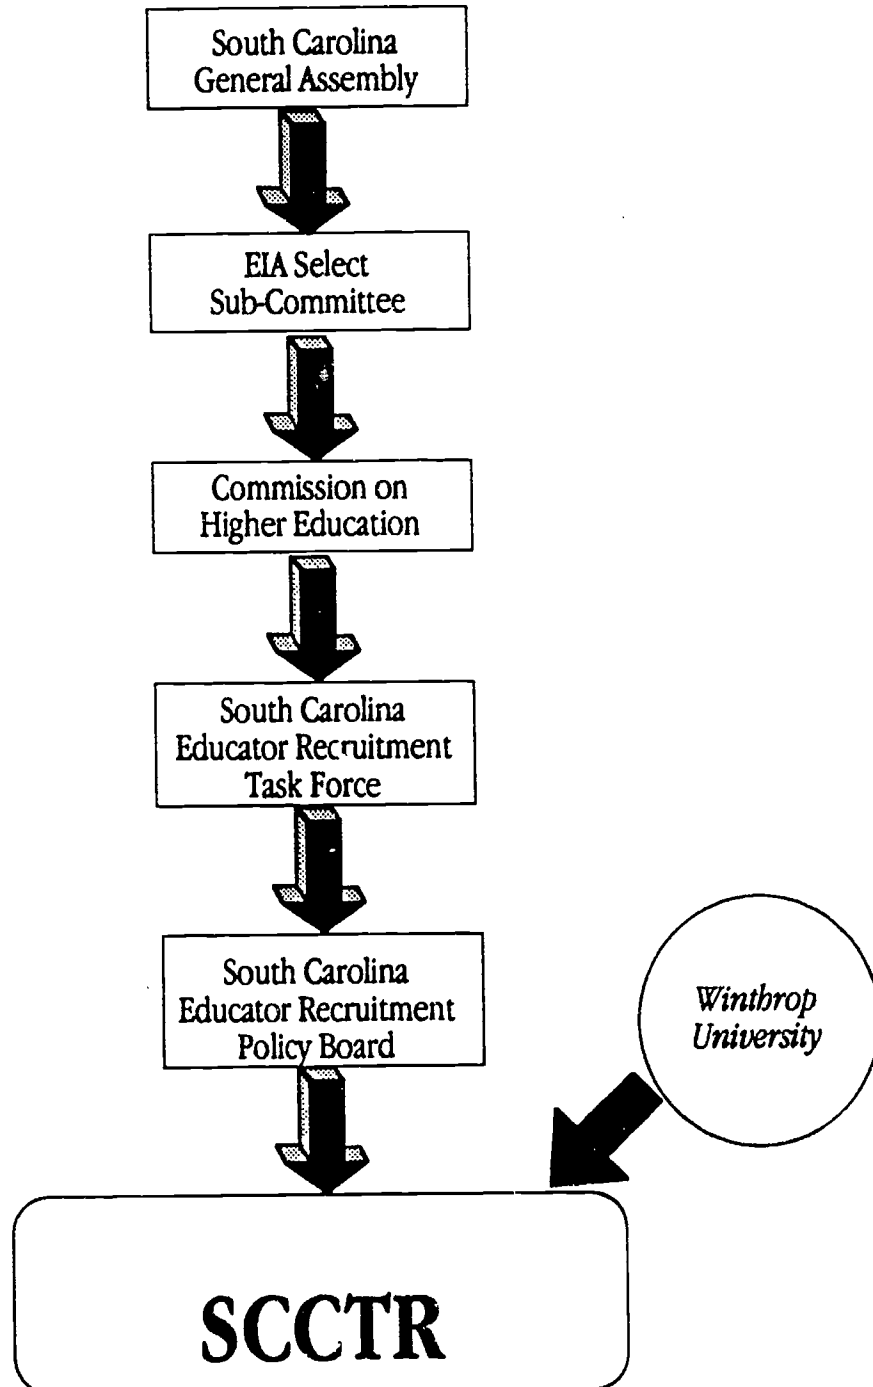 South Carolina
General Assembly
EIA Select
Sub-Committee
Commission on
Higher Education
South Carolina
Educator Recruitment
Task Force
South Carolina
Educator Recruitment
Policy Board
Winthrop
University
SCCTR